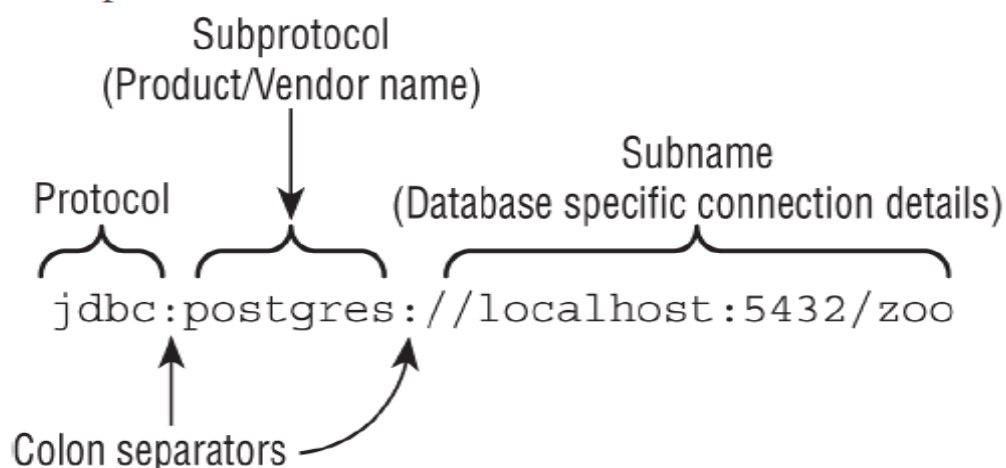 Subprotocol
(Product/Vendor name)
Subname
Protocol
(Database specific connection details)
jdbc:postgres://localhost:5432/zoo
Colon separators